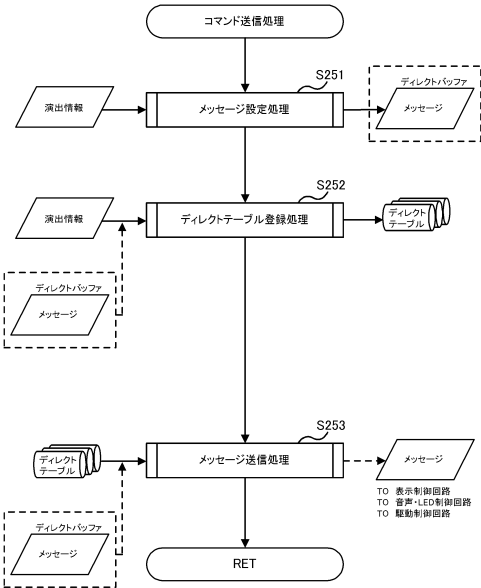 コマンド送信処理
S251
ディレクトバッファ
演出情報
メッセージ設定処理
メッセージ
S252
演出情報
ディレクトテーブル登録処理
ディレクト
テーブル
ディレクトバッファ
メッセージ
S253
ディレクト
テーブル
メッセージ送信処理
メッセージ
TO 表示制御回路
TO 音声・LED制御回路
TO 駆動制御回路
ディレクトバッファ
メッセージ
RET